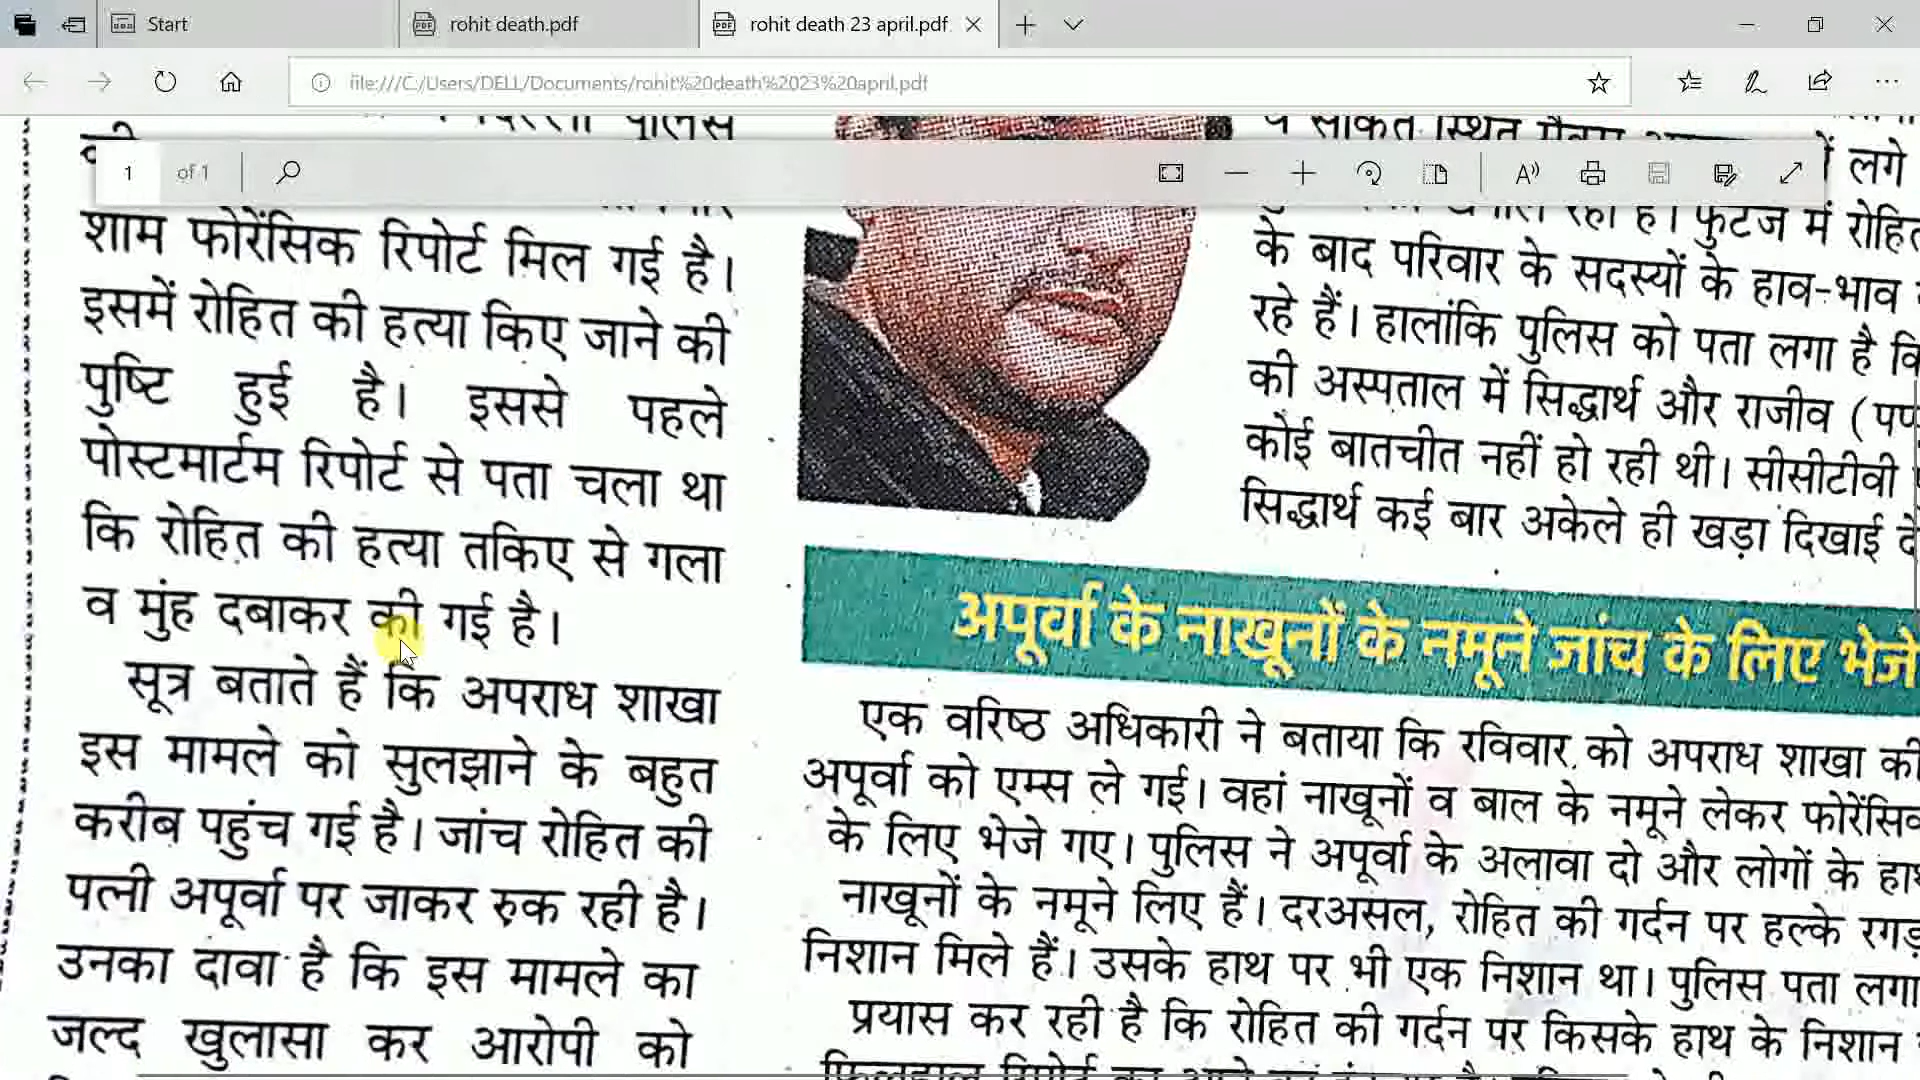 Start
rohit death.pdf
rohit death 23 april.pdf
file:///C:/Users/DELL/Documents/rohit%20death%2023%20april.pdf
1 of 1
पुलिस
शाम फोरेंसिक रिपोर्ट मिल गई है।
इसमें रोहित की हत्या किए जाने की
पुष्टि हुई है। इससे पहले
पोस्टमार्टम रिपोर्ट से पता चला था
कि रोहित की हत्या तकिए से गला
व मुंह दबाकर की गई है।
सूत्र बताते हैं कि अपराध शाखा
इस मामले को सुलझाने के बहुत
करीब पहुंच गई है। जांच रोहित की
पत्नी अपूर्वा पर जाकर रुक रही है।
उनका दावा है कि इस मामले का
जल्द खुलासा कर आरोपी को
साकेत स्थित
लगे
रही है। फुटेज में रोहित
के बाद परिवार के सदस्यों के हाव-भाव
रहे हैं। हालांकि पुलिस को पता लगा है कि
की अस्पताल में सिद्धार्थ और राजीव (पप
कोई बातचीत नहीं हो रही थी। सीसीटीवी
सिद्धार्थ कई बार अकेले ही खड़ा दिखाई दे
अपूर्वा के नाखूनों के नमूने जांच के लिए भेजे
एक वरिष्ठ अधिकारी ने बताया कि रविवार को अपराध शाखा की
अपूर्वा को एम्स ले गई। वहां नाखूनों व बाल के नमूने लेकर फोरेंसिक
के लिए भेजे गए। पुलिस ने अपूर्वा के अलावा दो और लोगों के हाथ
नाखूनों के नमूने लिए हैं। दरअसल, रोहित की गर्दन पर हल्के रगड़
निशान मिले हैं। उसके हाथ पर भी एक निशान था। पुलिस पता लगा
प्रयास कर रही है कि रोहित की गर्दन पर किसके हाथ के निशान